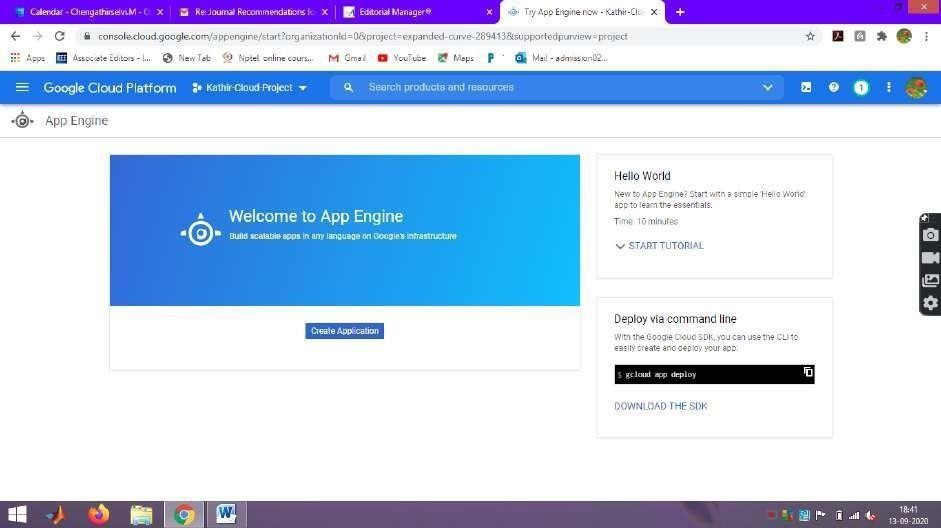 Calendar - Chengathirselvi.M - O
Re: Journal Recommendations fo
Editorial Manager®
Try App Engine now - Kathir-Clo
console.cloud.google.com/appengine/start?organizationId=0&project=expanded-curve-289413&supportedpurview=project
Apps
Associate Editors - I...
New Tab
Nptel, online cours...
Gmail
YouTube
Maps
Mail - admission02...
Google Cloud Platform
Kathir-Cloud-Project
Search products and resources
1
App Engine
Welcome to App Engine
Build scalable apps in any language on Google's infrastructure
Create Application
Hello World
New to App Engine? Start with a simple 'Hello World'
app to learn the essentials.
Time: 10 minutes
START TUTORIAL
Deploy via command line
With the Google Cloud SDK, you can use the CLI to
easily create and deploy your app:
$ gcloud app deploy
DOWNLOAD THE SDK
18:41
13-09-2020